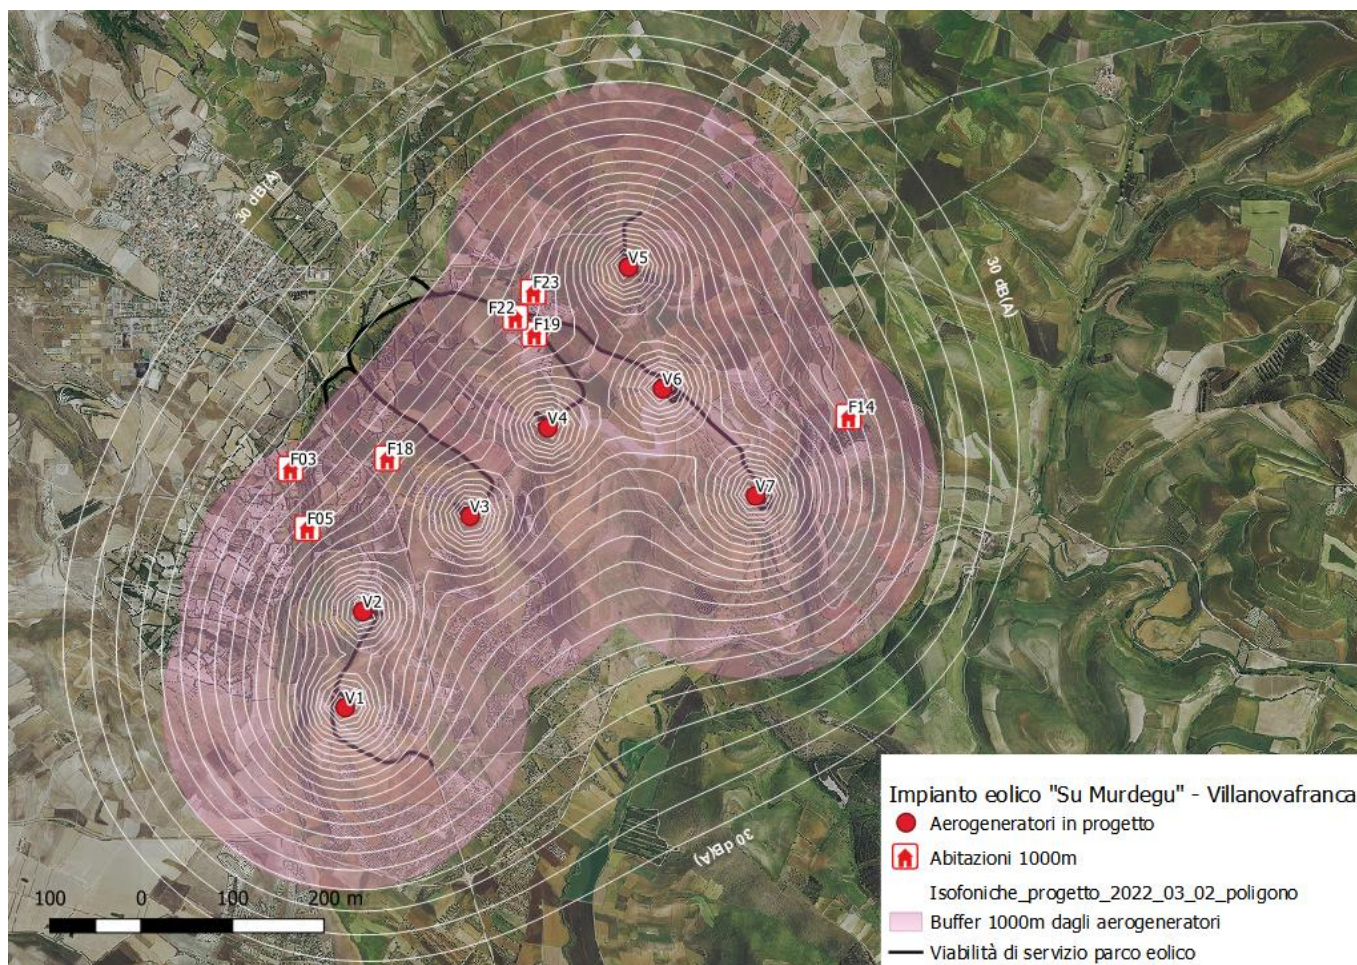 30 dB(A)
V5
30 dB(A)
F23
F22
F19
V6
F14
V4
F03
F18
V7
V3
F05
V2
V1
30 dB(A)
Impianto eolico "Su Murdegu" - Villanovafranca
Aerogeneratori in progetto
Abitazioni 1000m
Isofoniche_progetto_2022_03_02_poligono
Buffer 1000m dagli aerogeneratori
Viabilità di servizio parco eolico
100 0 100 200 m